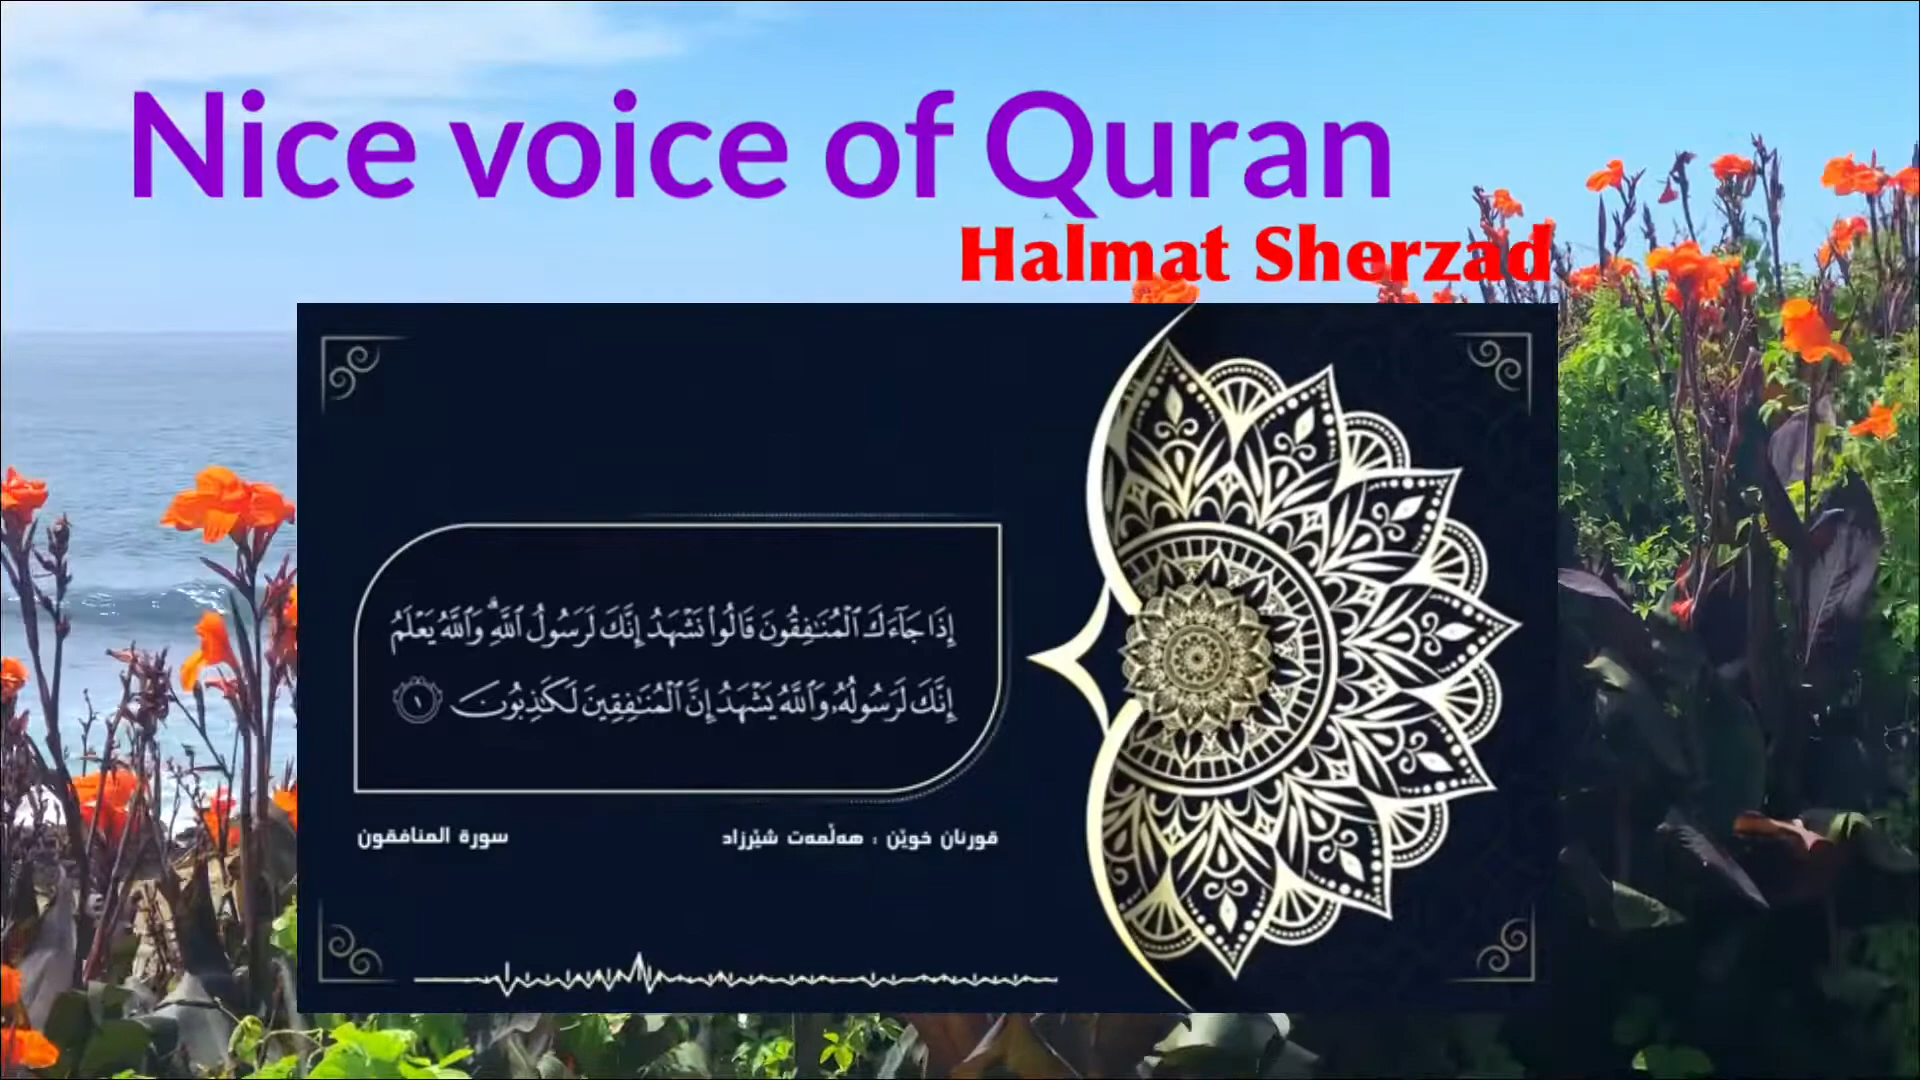 Nice voice of Quran
Halmat Sherzad
إِذَا جَآءَكَ ٱلْمُنَٰفِقُونَ قَالُوا۟ نَشْهَدُ إِنَّكَ لَرَسُولُ ٱللَّهِ ۗ وَٱللَّهُ يَعْلَمُ
إِنَّكَ لَرَسُولُهُۥ وَٱللَّهُ يَشْهَدُ إِنَّ ٱلْمُنَٰفِقِينَ لَكَٰذِبُونَ ١
قورئان خوێن : هەڵمەت شێرزاد
سورة المنافقون